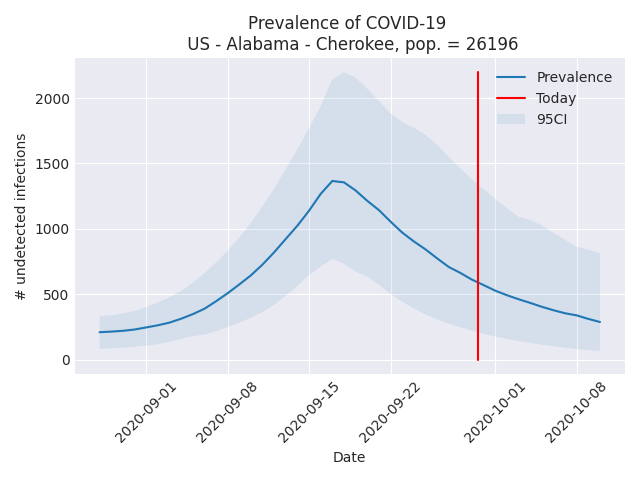 Prevalence of COVID-19
US - Alabama - Cherokee, pop. = 26196
Prevalence
Today
95CI
2000
1500
1000
500
0
# undetected infections
2020-09-01
2020-09-08
2020-09-15
2020-09-22
2020-10-01
2020-10-08
Date